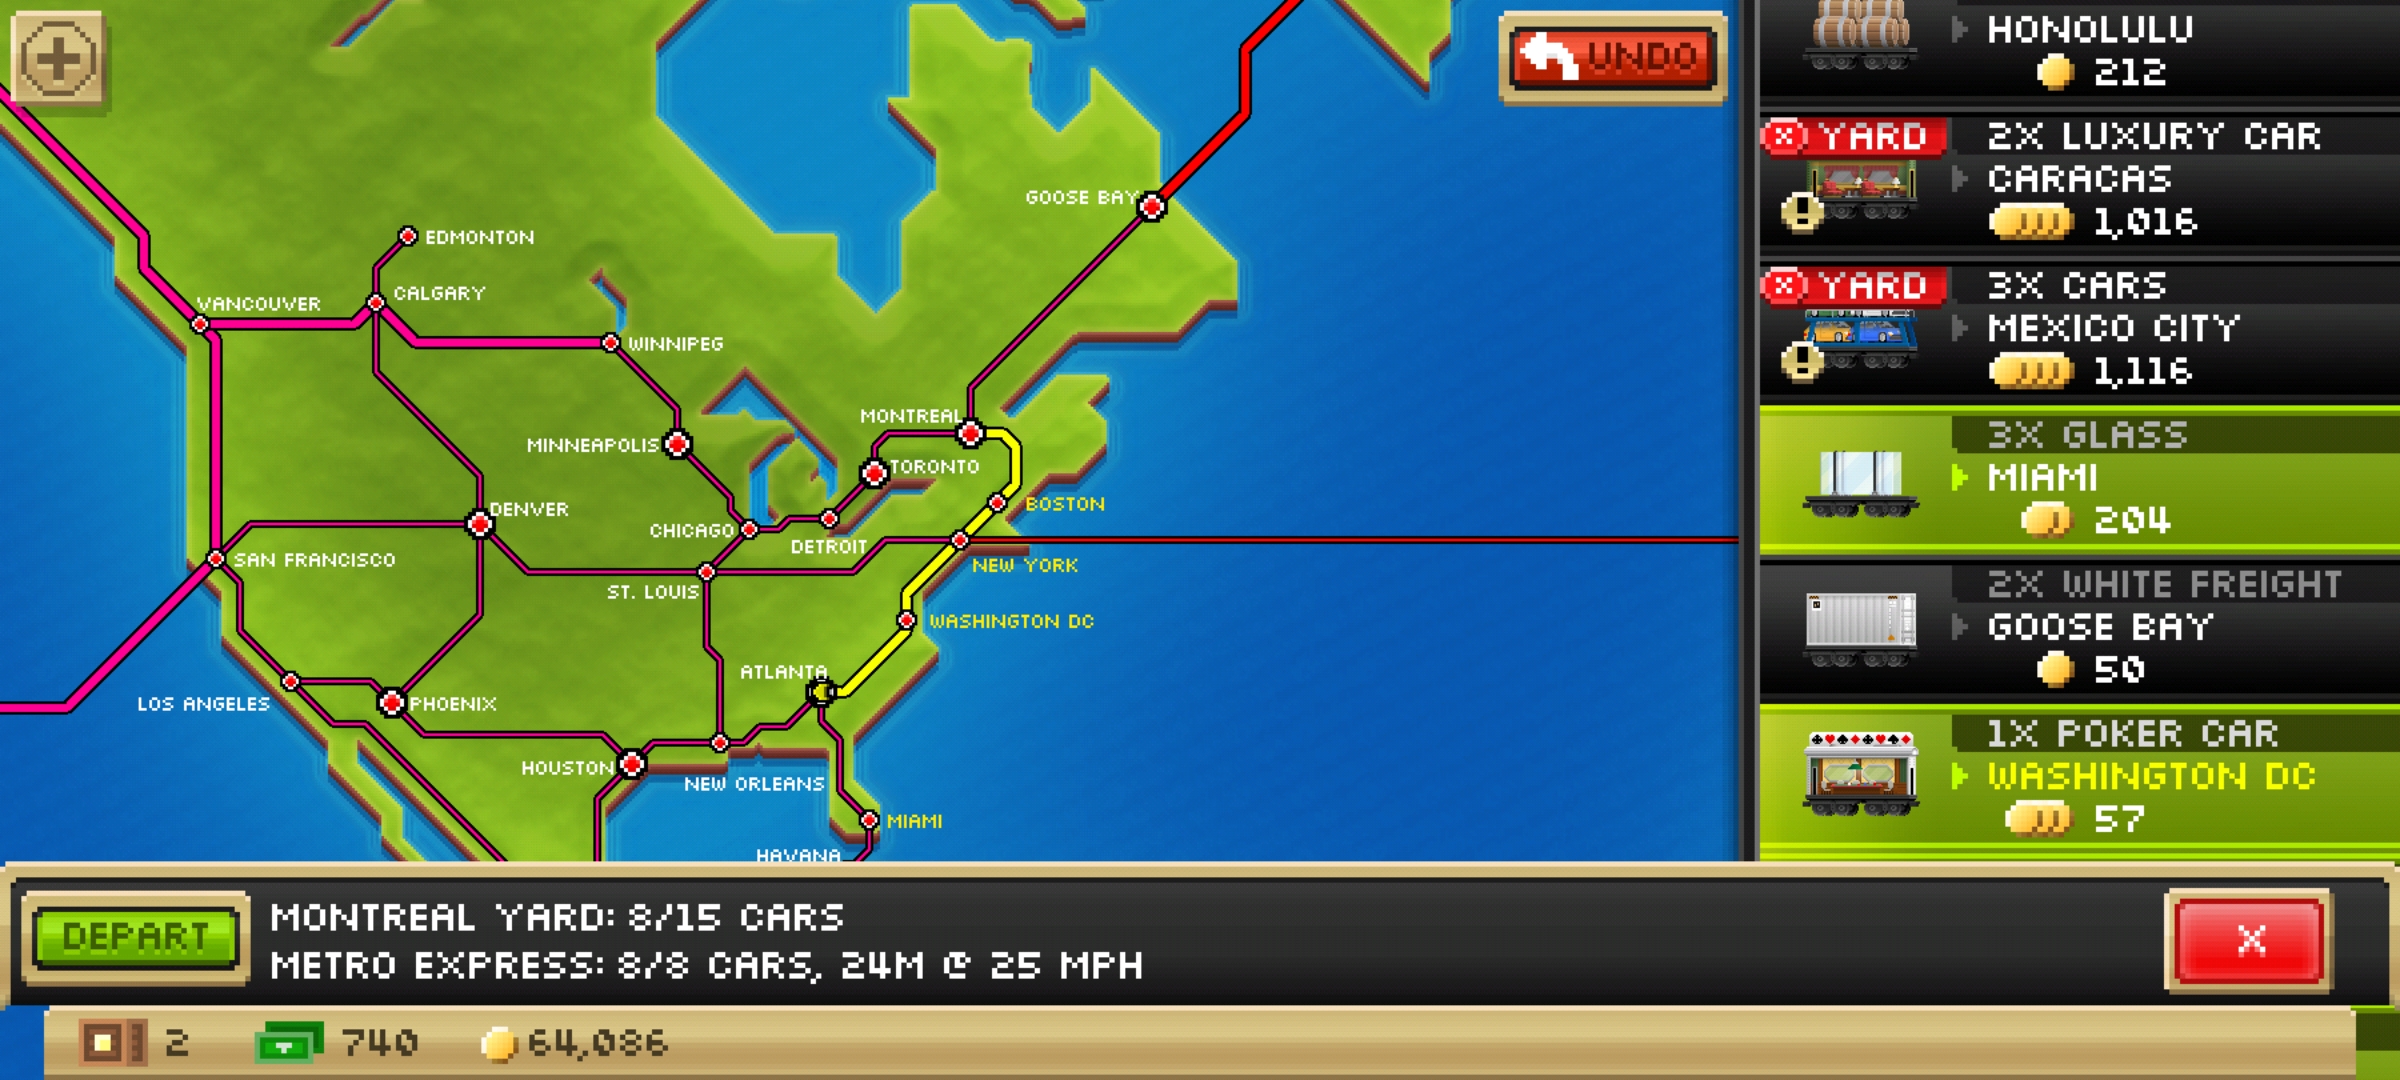 UNDO
HONOLULU
212
YARD
2X LUXURY CAR
CARACAS
1,016
YARD
3X CARS
MEXICO CITY
1,116
3X GLASS
MIAMI
204
2X WHITE FREIGHT
GOOSE BAY
50
1X POKER CAR
WASHINGTON DC
57
GOOSE BAY
EDMONTON
CALGARY
VANCOUVER
WINNIPEG
MONTREAL
MINNEAPOLIS
TORONTO
BOSTON
DENVER
CHICAGO
DETROIT
SAN FRANCISCO
NEW YORK
ST. LOUIS
WASHINGTON DC
ATLANTA
LOS ANGELES
PHOENIX
HOUSTON
NEW ORLEANS
MIAMI
HAVANA
DEPART
MONTREAL YARD: 8/15 CARS
METRO EXPRESS: 8/8 CARS, 24M @ 25 MPH
X
2
740
64,086